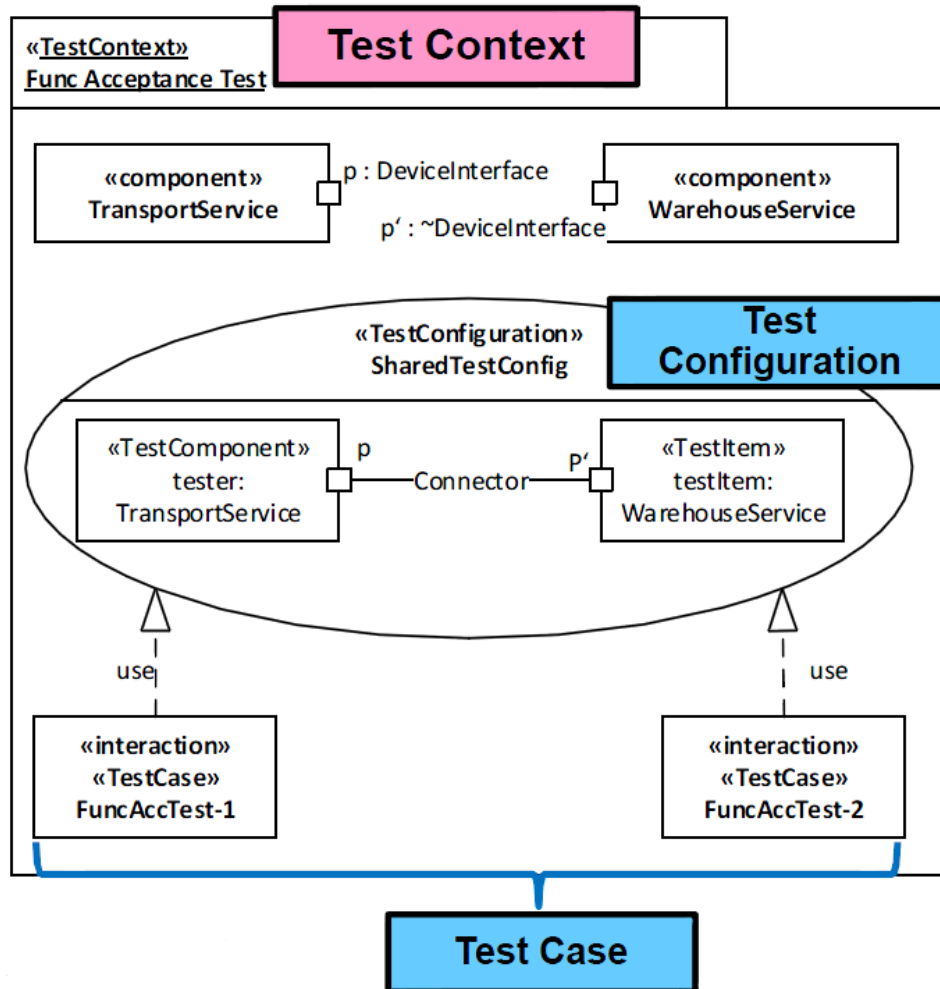 Test Context
«TestContext»
Func Acceptance Test
«component»
TransportService
p : DeviceInterface
p‘ : ~DeviceInterface
«component»
WarehouseService
Test
Configuration
«TestConfiguration»
SharedTestConfig
«TestComponent»
tester:
TransportService
p
Connector
P‘
«TestItem»
testItem:
WarehouseService
use
use
«interaction»
«TestCase»
FuncAccTest-1
«interaction»
«TestCase»
FuncAccTest-2
Test Case